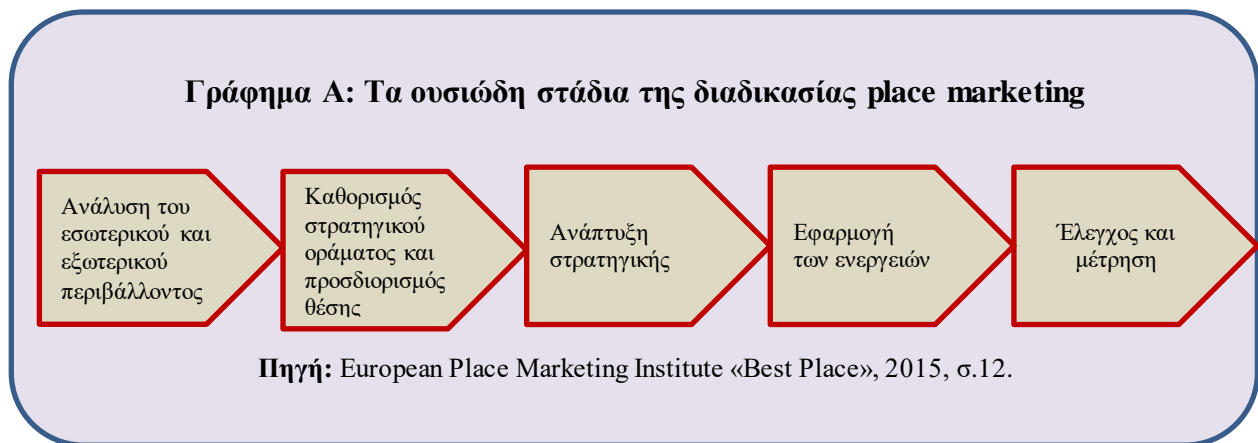 Γράφημα Α: Τα ουσιώδη στάδια της διαδικασίας place marketing
Ανάλυση του
εσωτερικού και
εξωτερικού
περιβάλλοντος
Καθορισμός
στρατηγικού
οράματος και
προσδιορισμός
θέσης
Ανάπτυξη
στρατηγικής
Εφαρμογή
των ενεργειών
Έλεγχος και
μέτρηση
Πηγή: European Place Marketing Institute «Best Place», 2015, σ.12.